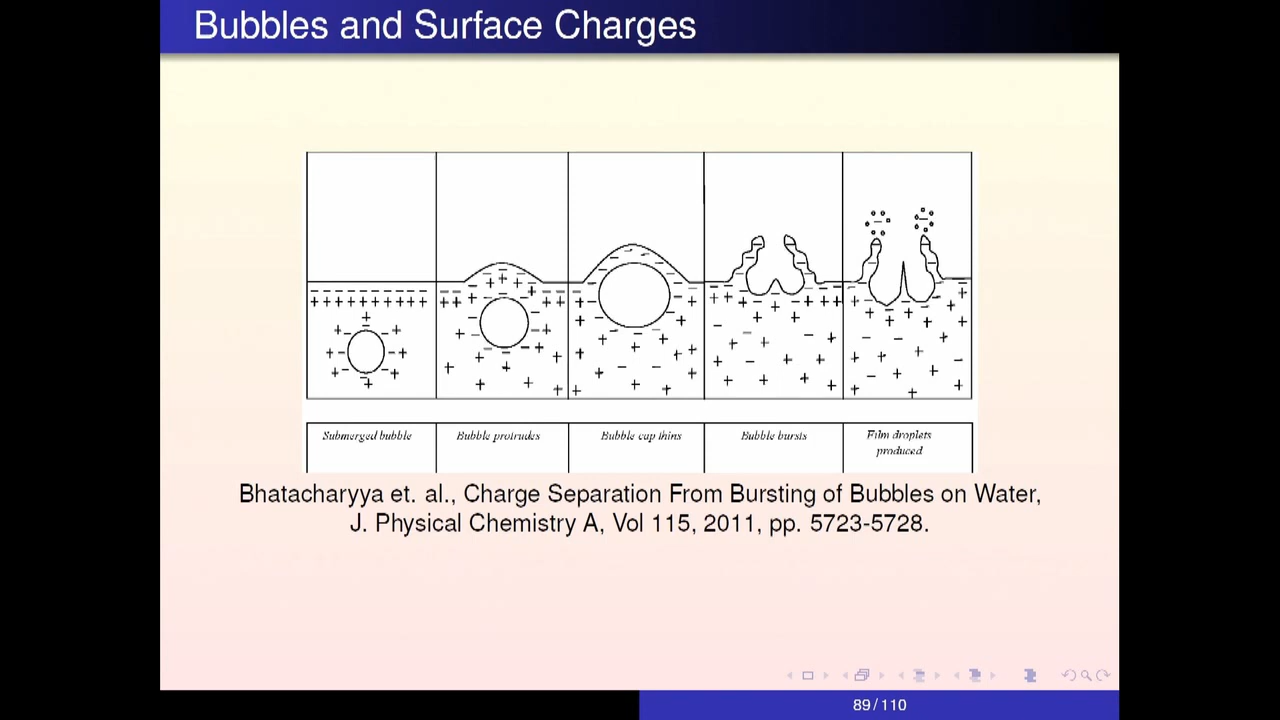 Bubbles and Surface Charges
Submerged bubble
Bubble protrudes
Bubble cap thins
Bubble bursts
Film droplets
produced
Bhatacharyya et. al., Charge Separation From Bursting of Bubbles on Water,
J. Physical Chemistry A, Vol 115, 2011, pp. 5723-5728.
89 / 110